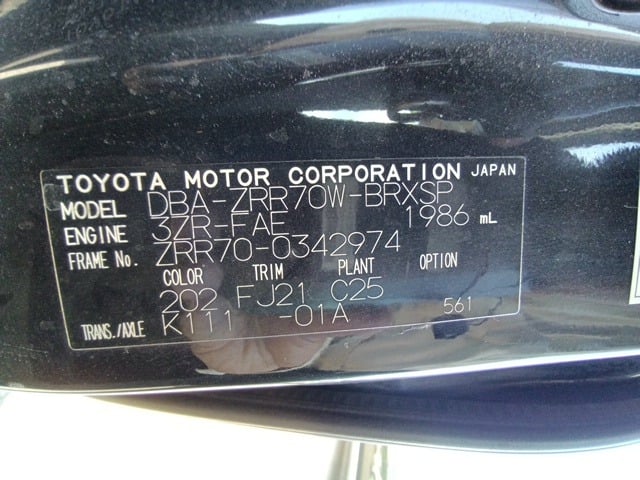 TOYOTA MOTOR CORPORATION JAPAN
MODEL DBA-ZRR70W-BRXSP
ENGINE 3ZR-FAE 1986 mL
FRAME No. ZRR70-0342974
COLOR TRIM PLANT OPTION
202 FJ21 C25
TRANS./AXLE K111 -01A 561